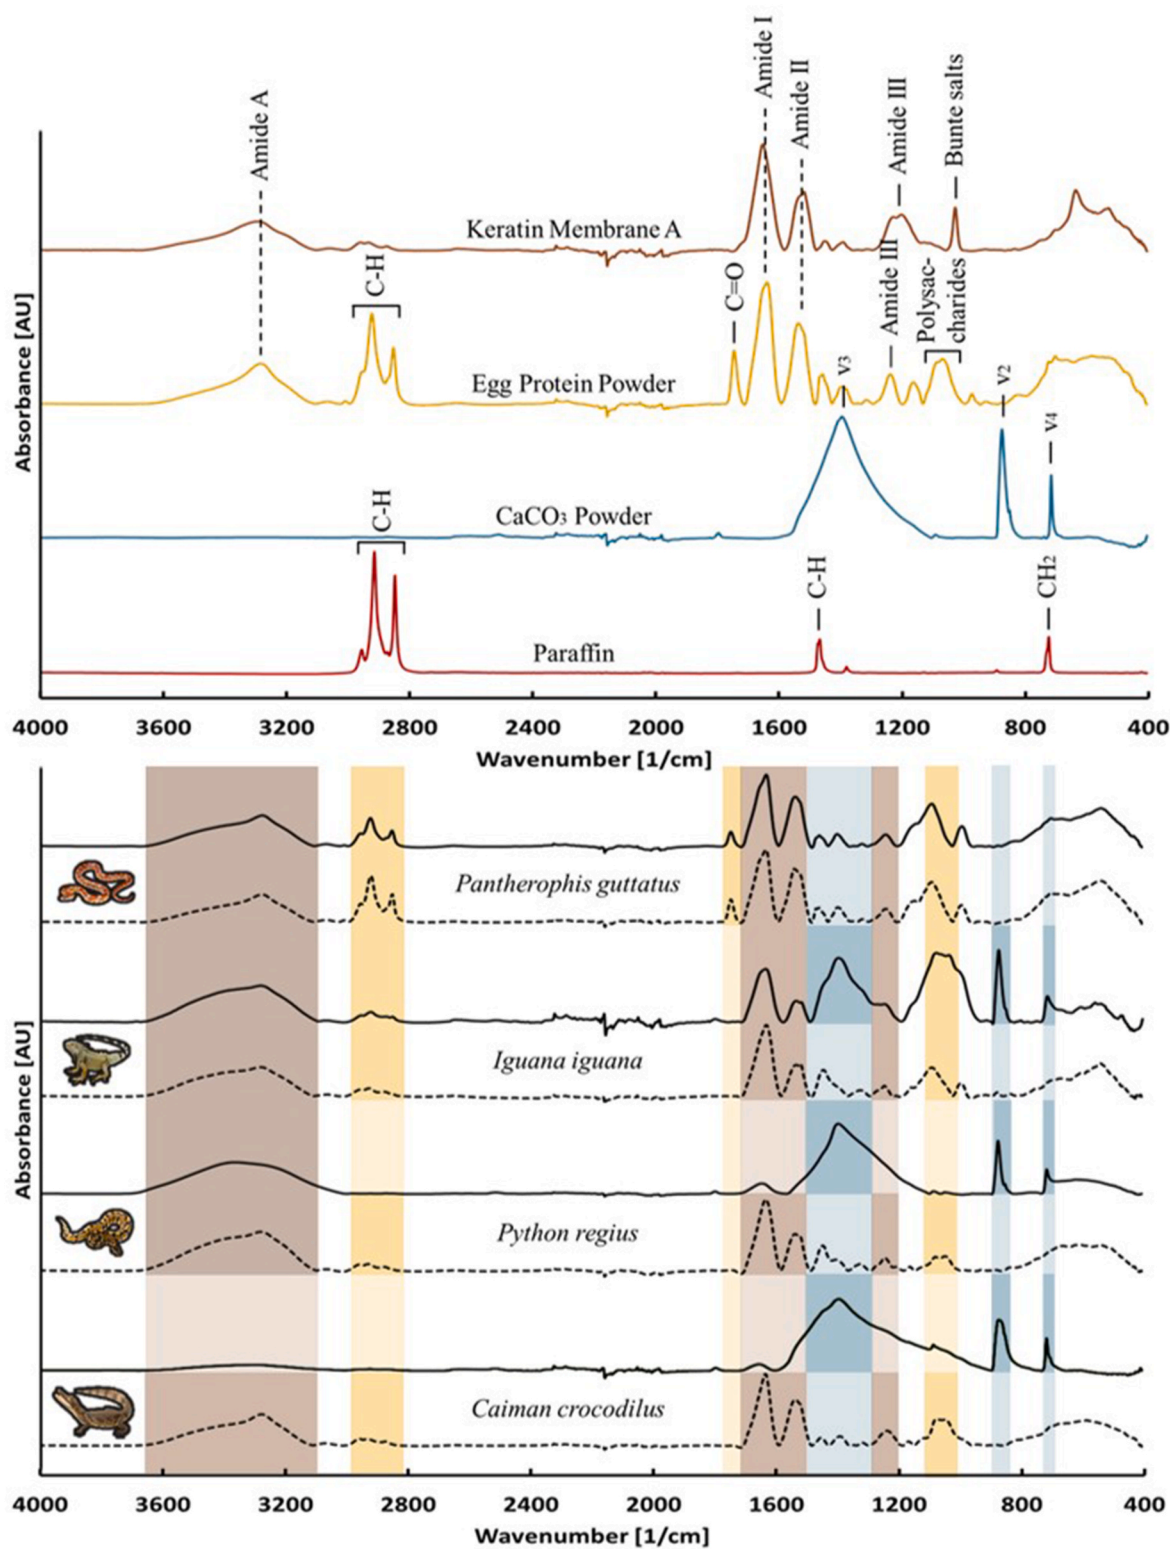 Amide A
Amide I
Amide II
Amide III
Bunte salts
Keratin Membrane A
C-H
C=O
Amide III
Polysac-
charides
Egg Protein Powder
ν3
ν2
ν4
CaCO3 Powder
C-H
C-H
CH2
Paraffin
Absorbance [AU]
4000 3600 3200 2800 2400 2000 1600 1200 800 400
Wavenumber [1/cm]
Pantherophis guttatus
Iguana iguana
Python regius
Caiman crocodilus
Absorbance [AU]
4000 3600 3200 2800 2400 2000 1600 1200 800 400
Wavenumber [1/cm]